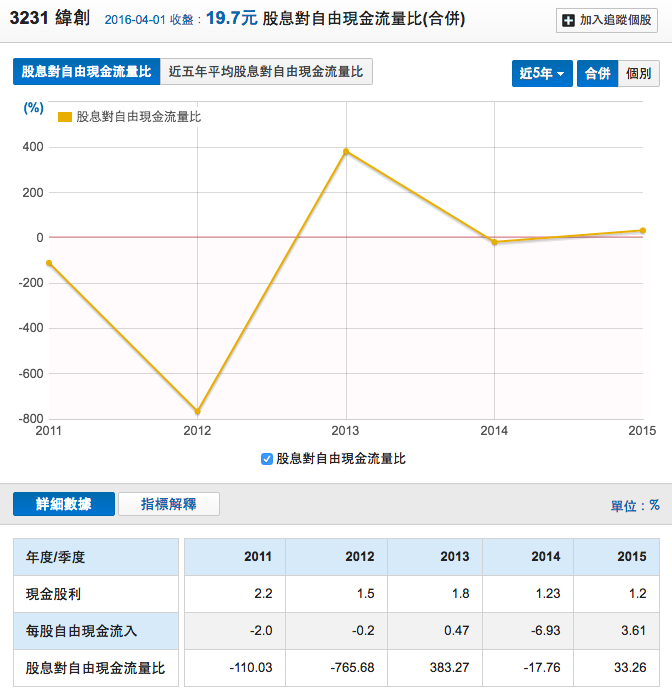 3231 緯創 2016-04-01 收盤：19.7元 股息對自由現金流量比(合併) 加入追蹤個股
股息對自由現金流量比 近五年平均股息對自由現金流量比 近5年 合併 個別
(%)
股息對自由現金流量比
400
200
0
-200
-400
-600
-800
2011 2012 2013 2014 2015
股息對自由現金流量比
詳細數據 指標解釋 單位：%
年度/季度 2011 2012 2013 2014 2015
現金股利 2.2 1.5 1.8 1.23 1.2
每股自由現金流入 -2.0 -0.2 0.47 -6.93 3.61
股息對自由現金流量比 -110.03 -765.68 383.27 -17.76 33.26